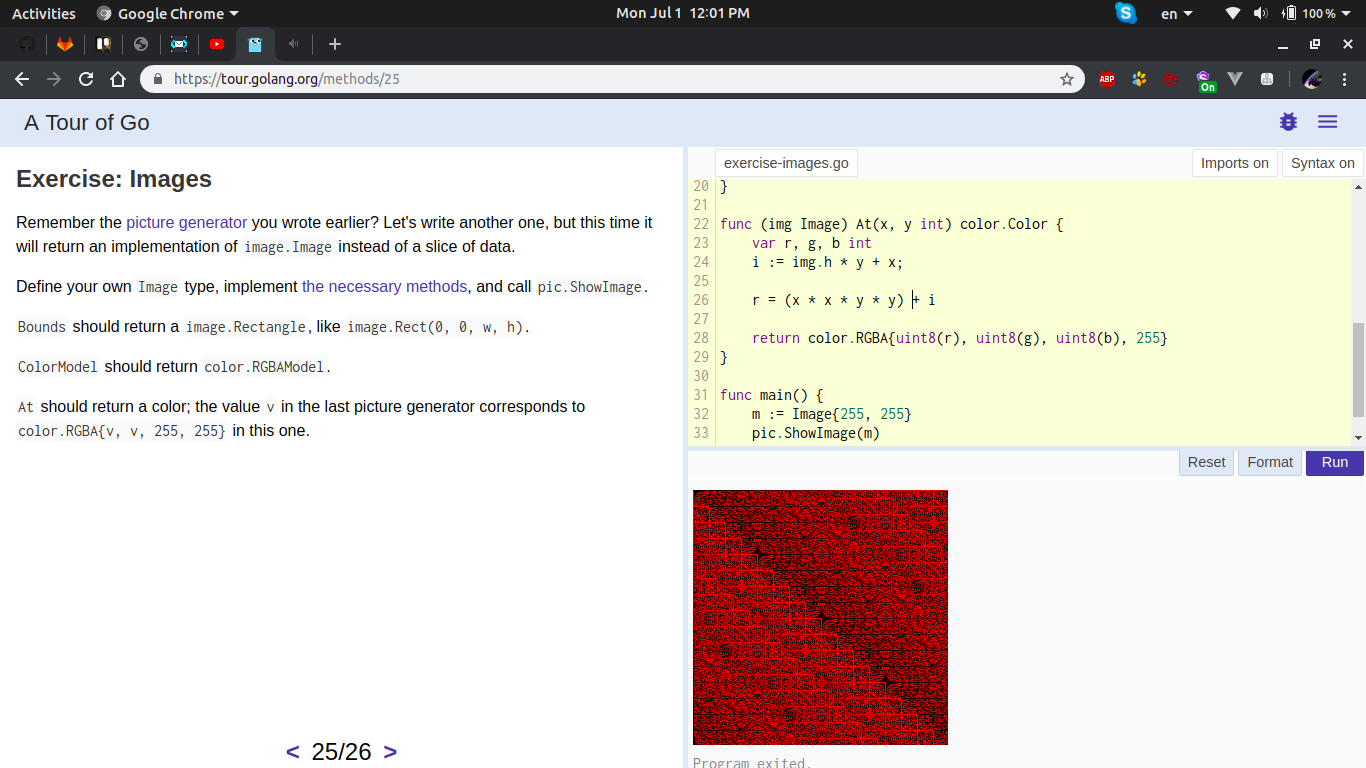 Activities Google Chrome Mon Jul 1 12:01 PM en 100 %
https://tour.golang.org/methods/25 ABP On
A Tour of Go
Exercise: Images
Remember the picture generator you wrote earlier? Let's write another one, but this time it
will return an implementation of image.Image instead of a slice of data.
Define your own Image type, implement the necessary methods, and call pic.ShowImage.
Bounds should return a image.Rectangle, like image.Rect(0, 0, w, h).
ColorModel should return color.RGBAModel.
At should return a color; the value v in the last picture generator corresponds to
color.RGBA{v, v, 255, 255} in this one.
< 25/26 >
exercise-images.go Imports on Syntax on
20 }
21
22 func (img Image) At(x, y int) color.Color {
23 var r, g, b int
24 i := img.h * y + x;
25
26 r = (x * x * y * y) + i
27
28 return color.RGBA{uint8(r), uint8(g), uint8(b), 255}
29 }
30
31 func main() {
32 m := Image{255, 255}
33 pic.ShowImage(m)
Reset Format Run
Program exited.